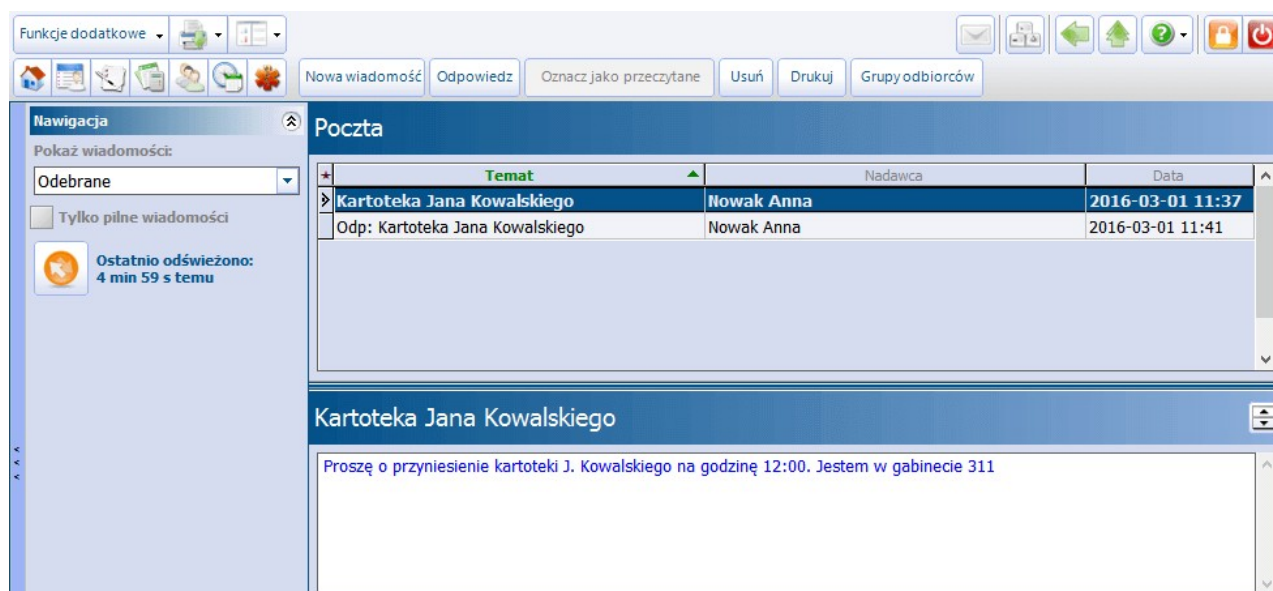 Funkcje dodatkowe
Nowa wiadomość Odpowiedz Oznacz jako przeczytane Usuń Drukuj Grupy odbiorców
Nawigacja
Pokaż wiadomości:
Odebrane
Tylko pilne wiadomości
Ostatnio odświeżono:
4 min 59 s temu
Poczta
Temat Nadawca Data
Kartoteka Jana Kowalskiego Nowak Anna 2016-03-01 11:37
Odp: Kartoteka Jana Kowalskiego Nowak Anna 2016-03-01 11:41
Kartoteka Jana Kowalskiego
Proszę o przyniesienie kartoteki J. Kowalskiego na godzinę 12:00. Jestem w gabinecie 311